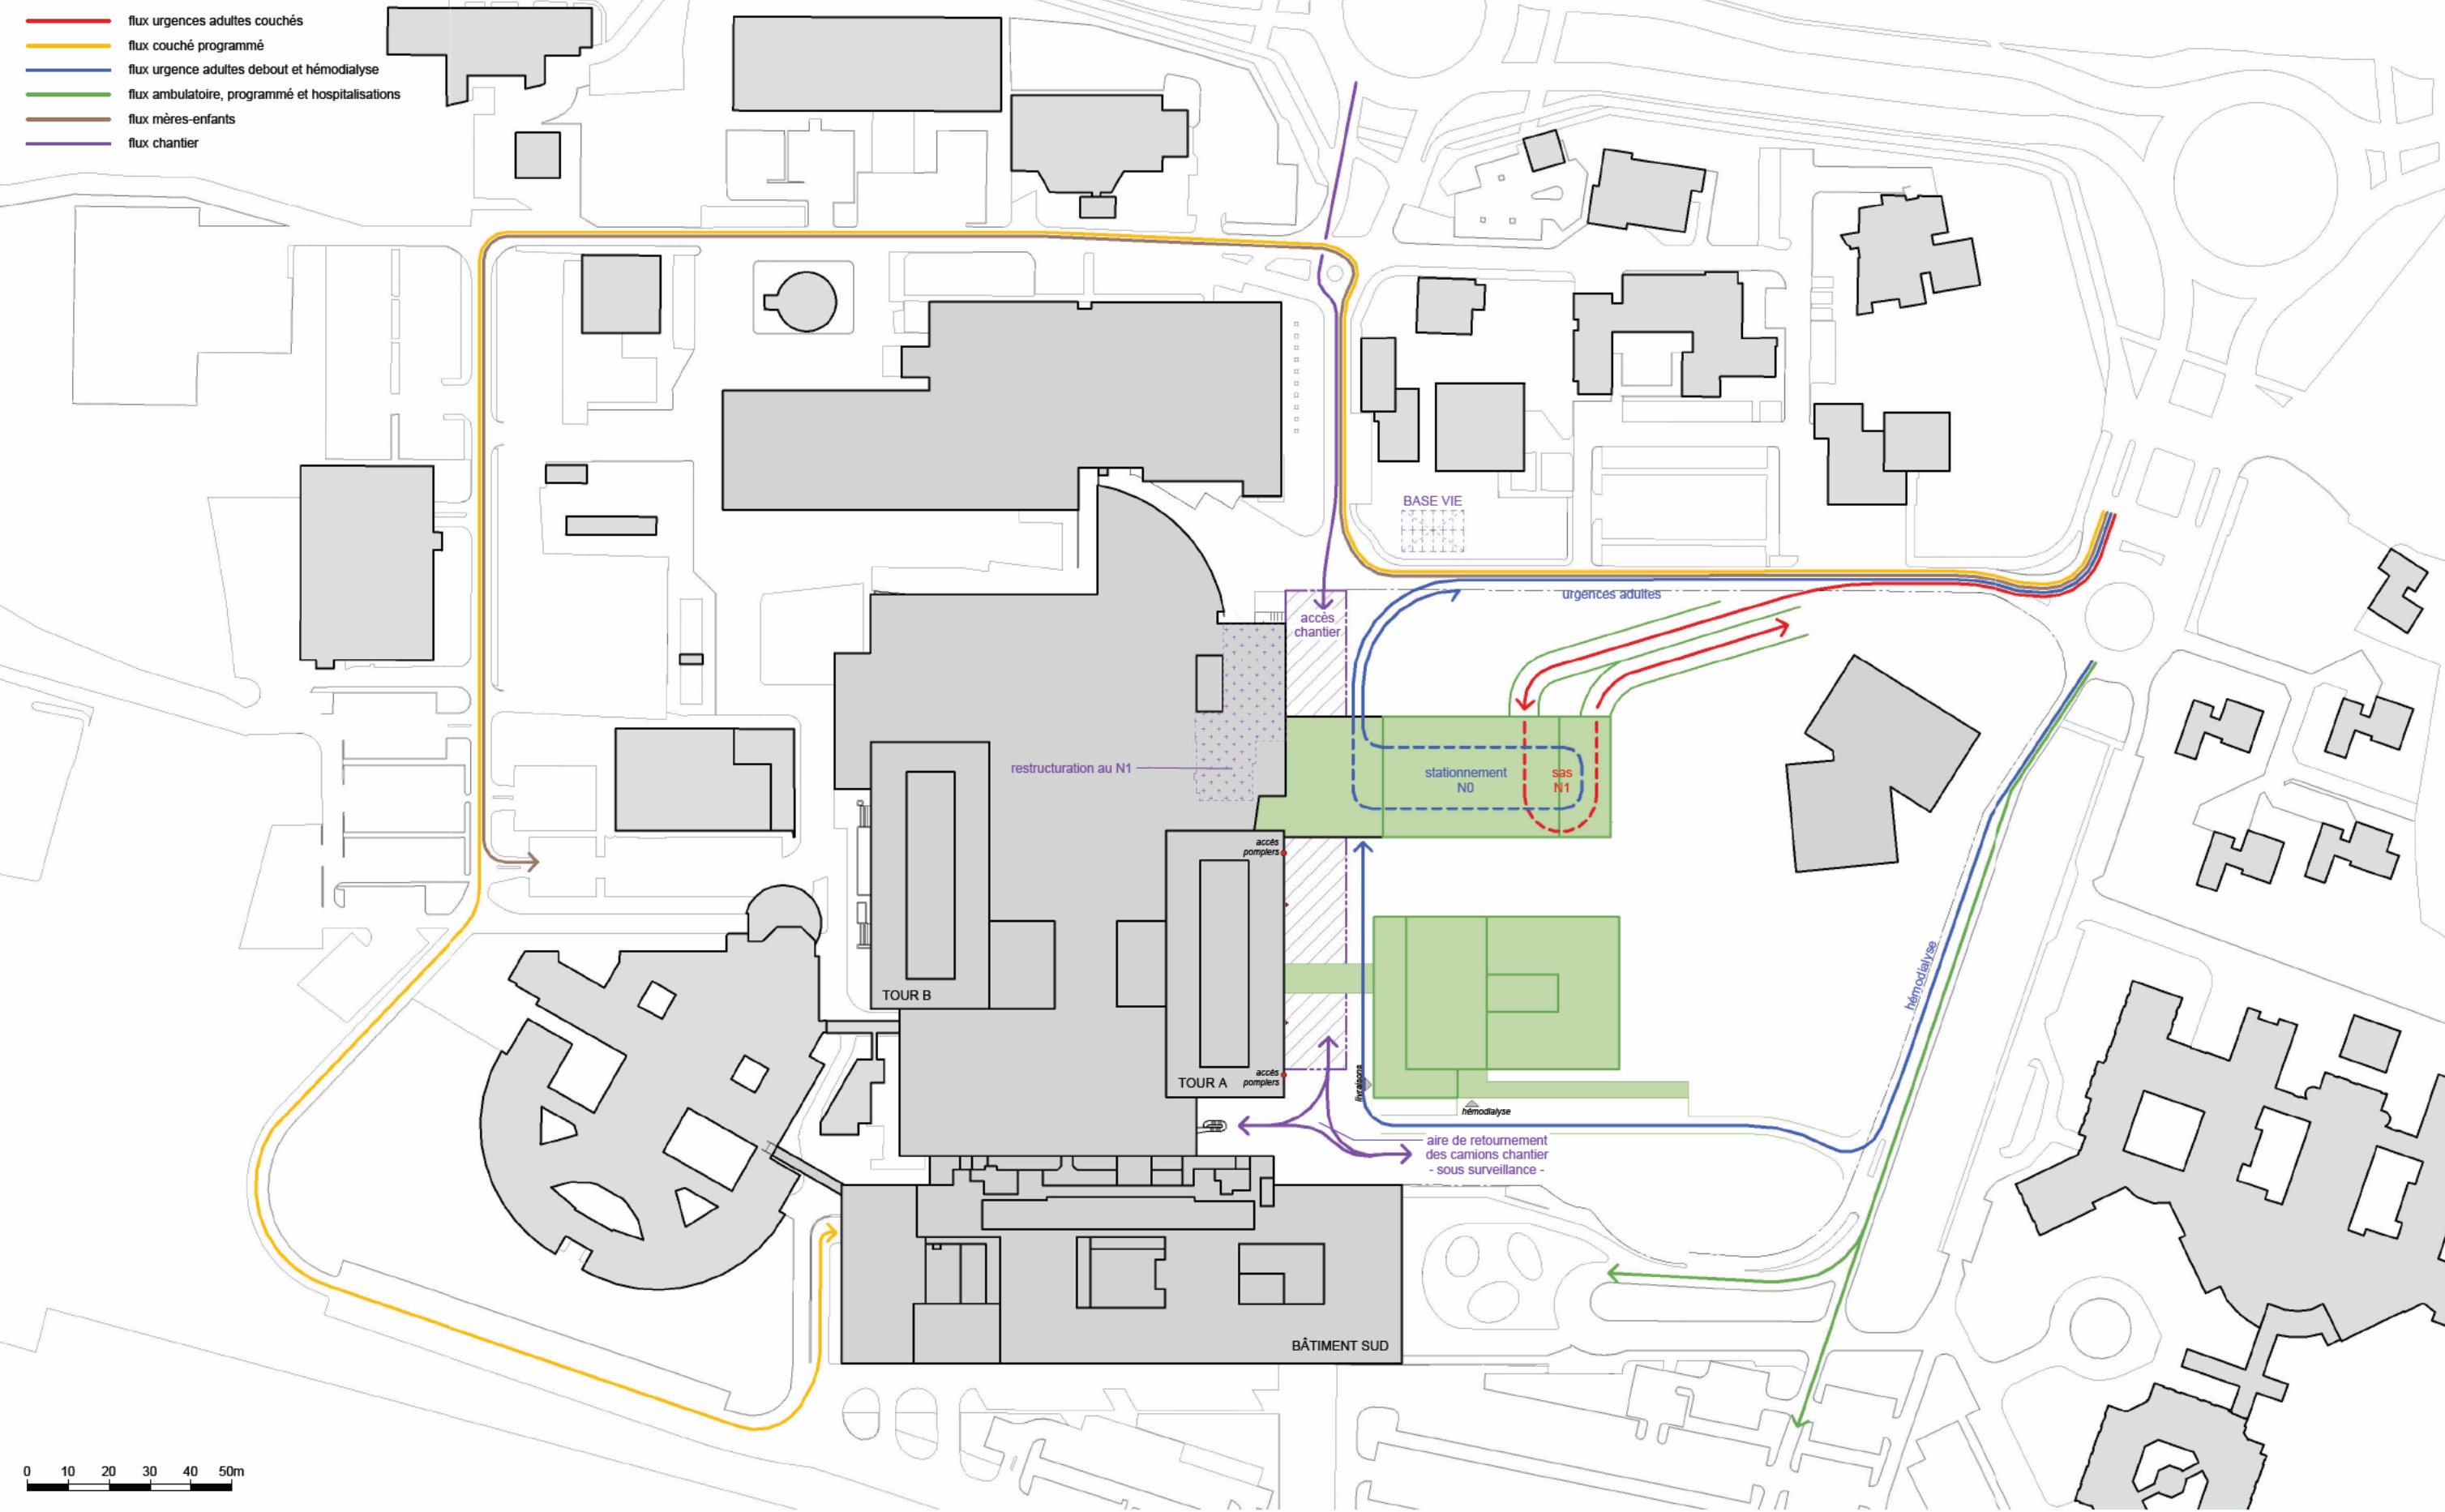 flux urgences adultes couchés
flux couché programmé
flux urgence adultes debout et hémodialyse
flux ambulatoire, programmé et hospitalisations
flux mères-enfants
flux chantier
BASE VIE
urgences adultes
accès
chantier
restructuration au N1
stationnement
N0
sas
N1
accès
pompiers
TOUR B
hémodialyse
TOUR A
accès
pompiers
livraisons
hémodialyse
aire de retournement
des camions chantier
- sous surveillance -
BÂTIMENT SUD
0 10 20 30 40 50m